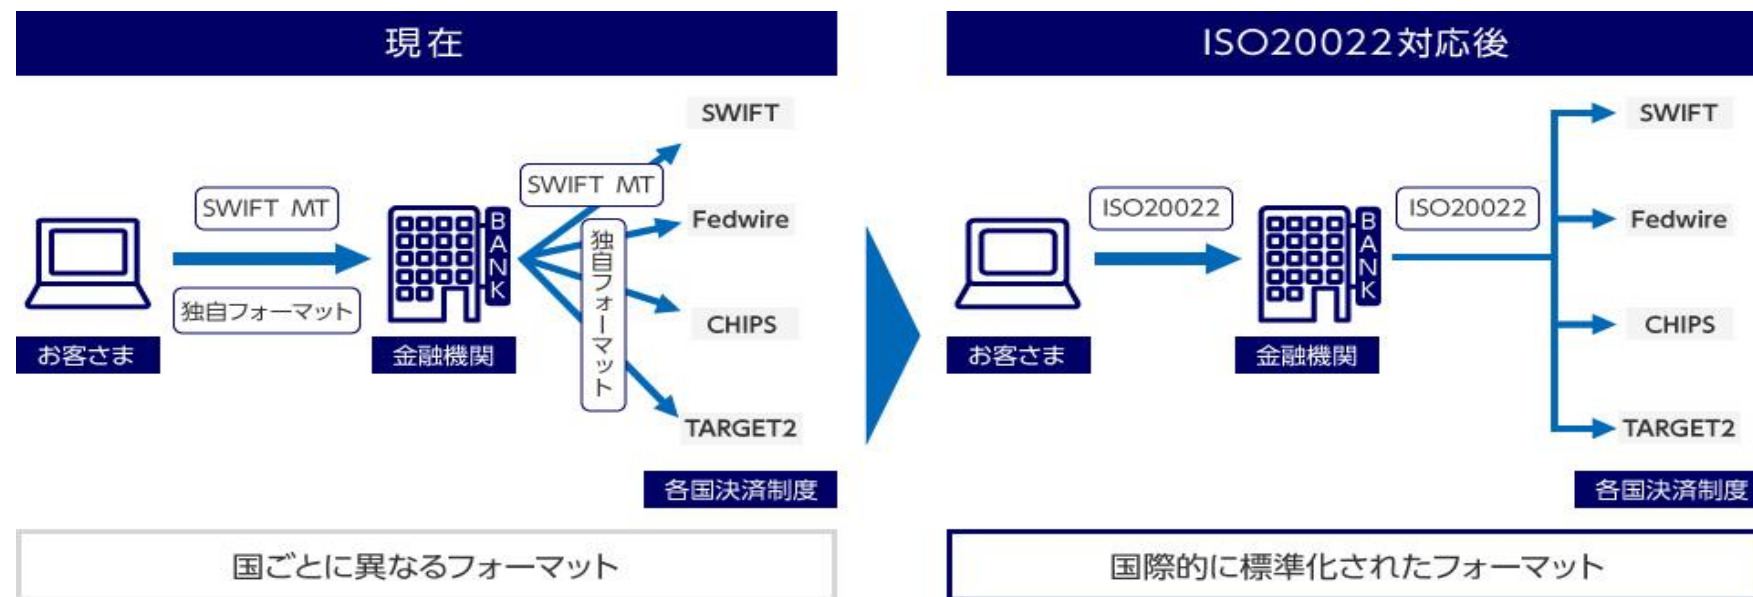 現在
SWIFT
SWIFT MT
SWIFT MT
BANK
Fedwire
独自フォーマット
独自フォーマット
CHIPS
お客さま
金融機関
TARGET2
各国決済制度
国ごとに異なるフォーマット
ISO20022対応後
SWIFT
ISO20022
ISO20022
BANK
Fedwire
CHIPS
お客さま
金融機関
TARGET2
各国決済制度
国際的に標準化されたフォーマット